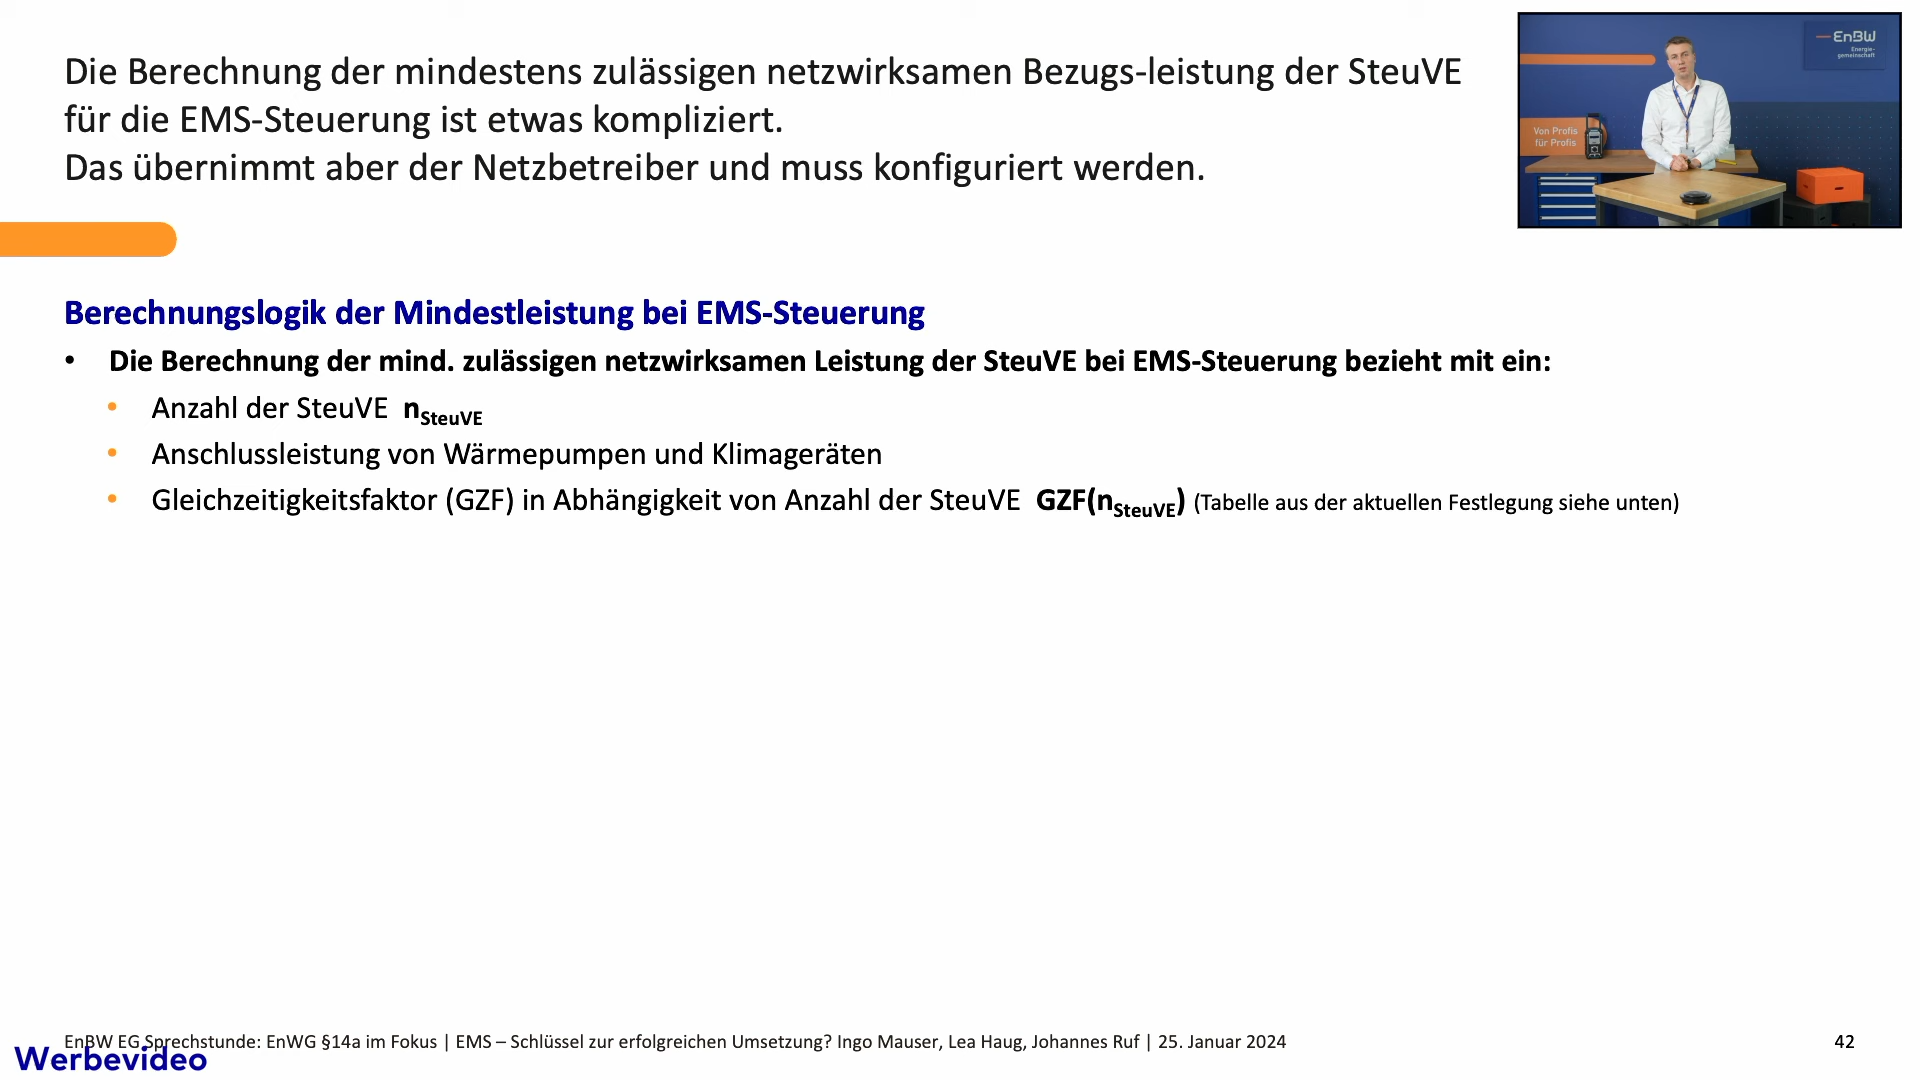 Die Berechnung der mindestens zulässigen netzwirksamen Bezugs-leistung der SteuVE
für die EMS-Steuerung ist etwas kompliziert.
Das übernimmt aber der Netzbetreiber und muss konfiguriert werden.
EnBW
Energie-
gemeinschaft
Von Profis
für Profis
Berechnungslogik der Mindestleistung bei EMS-Steuerung
• Die Berechnung der mind. zulässigen netzwirksamen Leistung der SteuVE bei EMS-Steuerung bezieht mit ein:
• Anzahl der SteuVE nSteuVE
• Anschlussleistung von Wärmepumpen und Klimageräten
• Gleichzeitigkeitsfaktor (GZF) in Abhängigkeit von Anzahl der SteuVE GZF(nSteuVE) (Tabelle aus der aktuellen Festlegung siehe unten)
EnBW EG Sprechstunde: EnWG §14a im Fokus | EMS – Schlüssel zur erfolgreichen Umsetzung? Ingo Mauser, Lea Haug, Johannes Ruf | 25. Januar 2024
42
Werbevideo